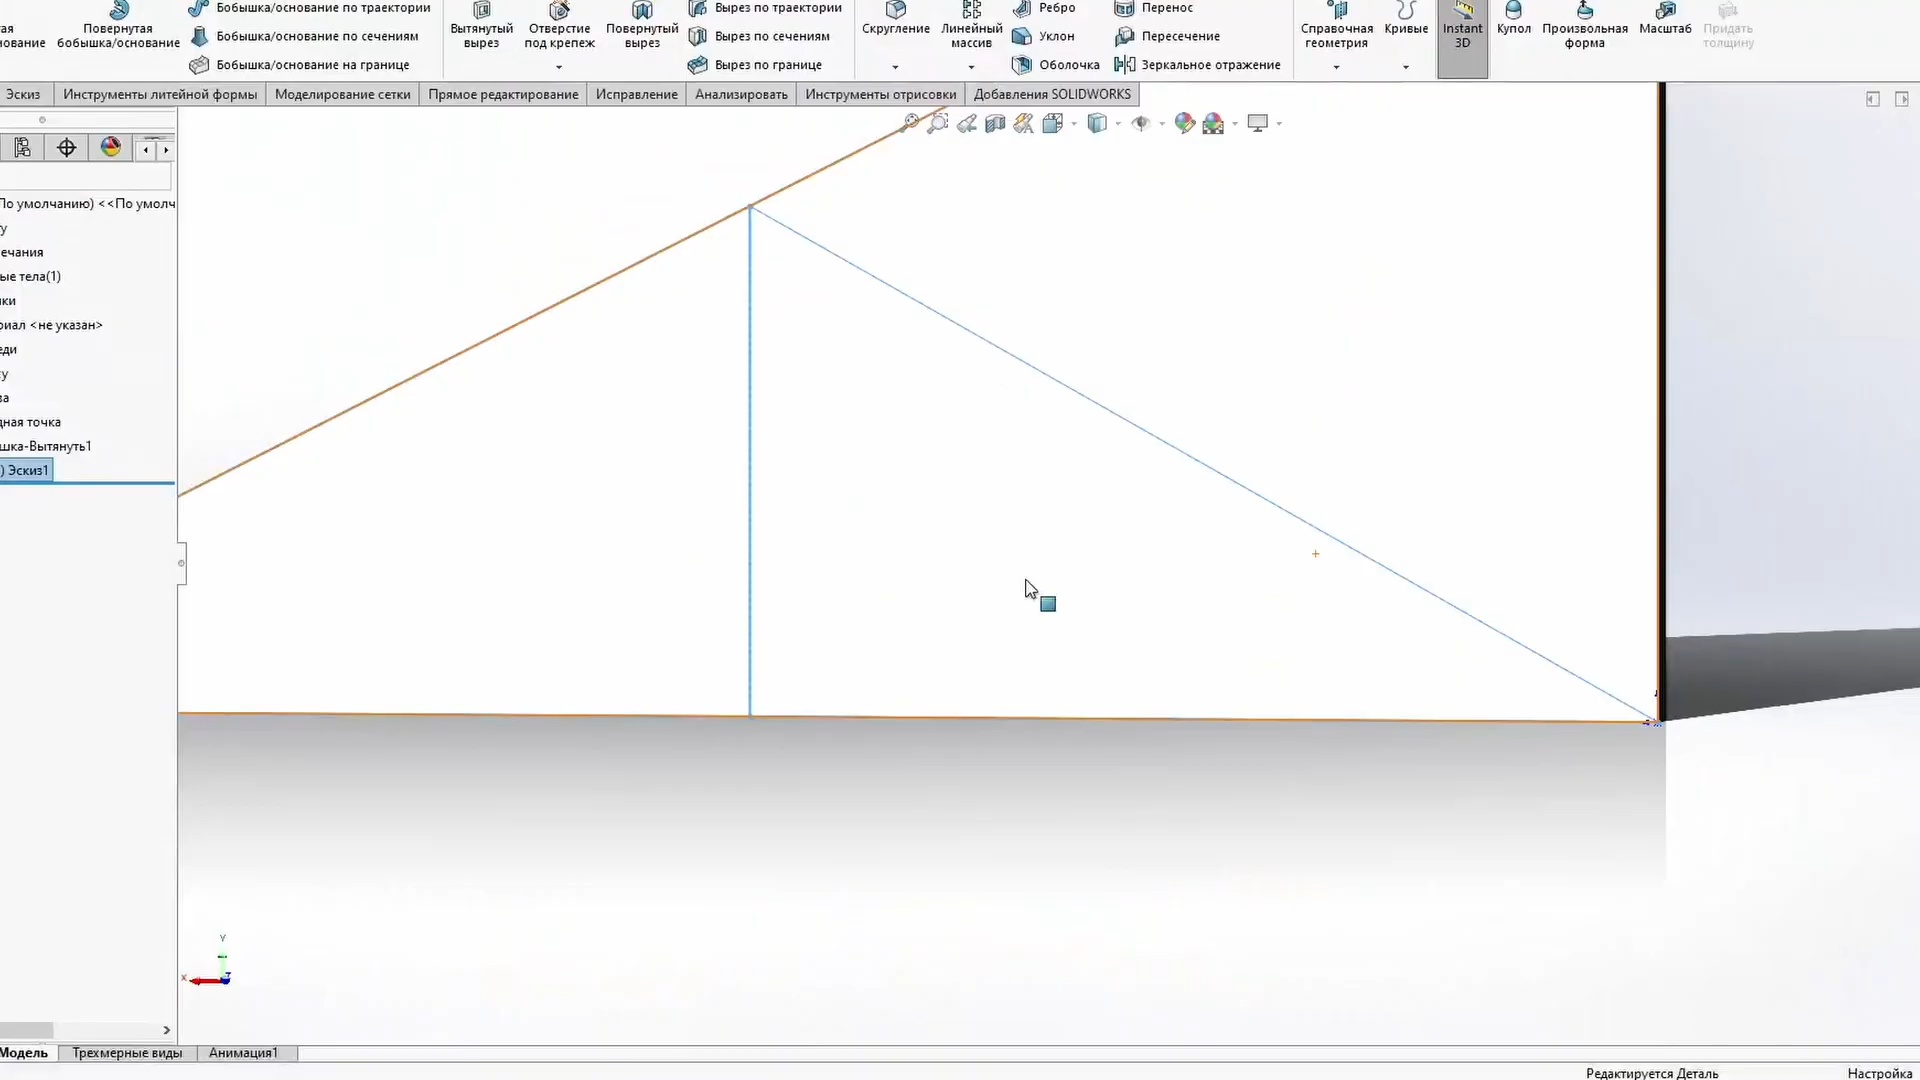 Бобышка/основание по траектории
Вырез по траектории
Ребро
Перенос
ая
нование
Повернутая
бобышка/основание
Бобышка/основание по сечениям
Вытянутый
вырез
Отверстие
под крепеж
Повернутый
вырез
Вырез по сечениям
Скругление
Линейный
массив
Уклон
Пересечение
Справочная
геометрия
Кривые
Instant
3D
Купол
Произвольная
форма
Масштаб
Придать
толщину
Бобышка/основание на границе
Вырез по границе
Оболочка
Зеркальное отражение
Эскиз
Инструменты литейной формы
Моделирование сетки
Прямое редактирование
Исправление
Анализировать
Инструменты отрисовки
Добавления SOLIDWORKS
По умолчанию) <<По умолч
у
ечания
ые тела(1)
ики
риал <не указан>
еди
у
ва
дная точка
шка-Вытянуть1
) Эскиз1
Y
X
Z
Модель
Трехмерные виды
Анимация1
Редактируется Деталь
Настройка